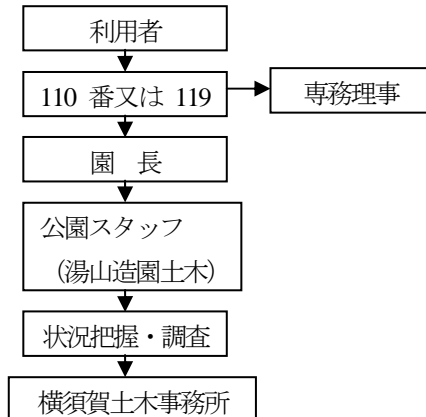 利用者
110 番又は 119
専務理事
園　長
公園スタッフ
（湯山造園土木）
状況把握・調査
横須賀土木事務所